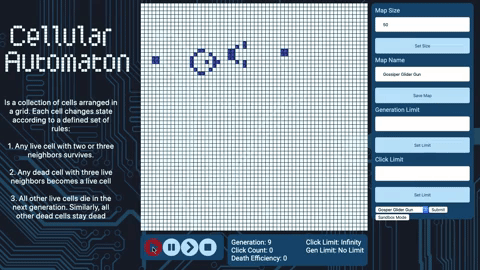 Cellular
Automaton
Is a collection of cells arranged in
a grid. Each cell changes state
according to a defined set of
rules:
1. Any live cell with two or three
neighbors survives.
2. Any dead cell with three live
neighbors becomes a live cell
3. All other live cells die in the
next generation. Similarly, all
other dead cells stay dead
Generation: 9
Click Count: 0
Death Efficiency: 0
Click Limit: Infinity
Gen Limit: No Limit
Map Size
50
Set Size
Map Name
Gosper Glider Gun
Save Map
Generation Limit
Set Limit
Click Limit
Set Limit
Gosper Glider Gun
Submit
Sandbox Mode